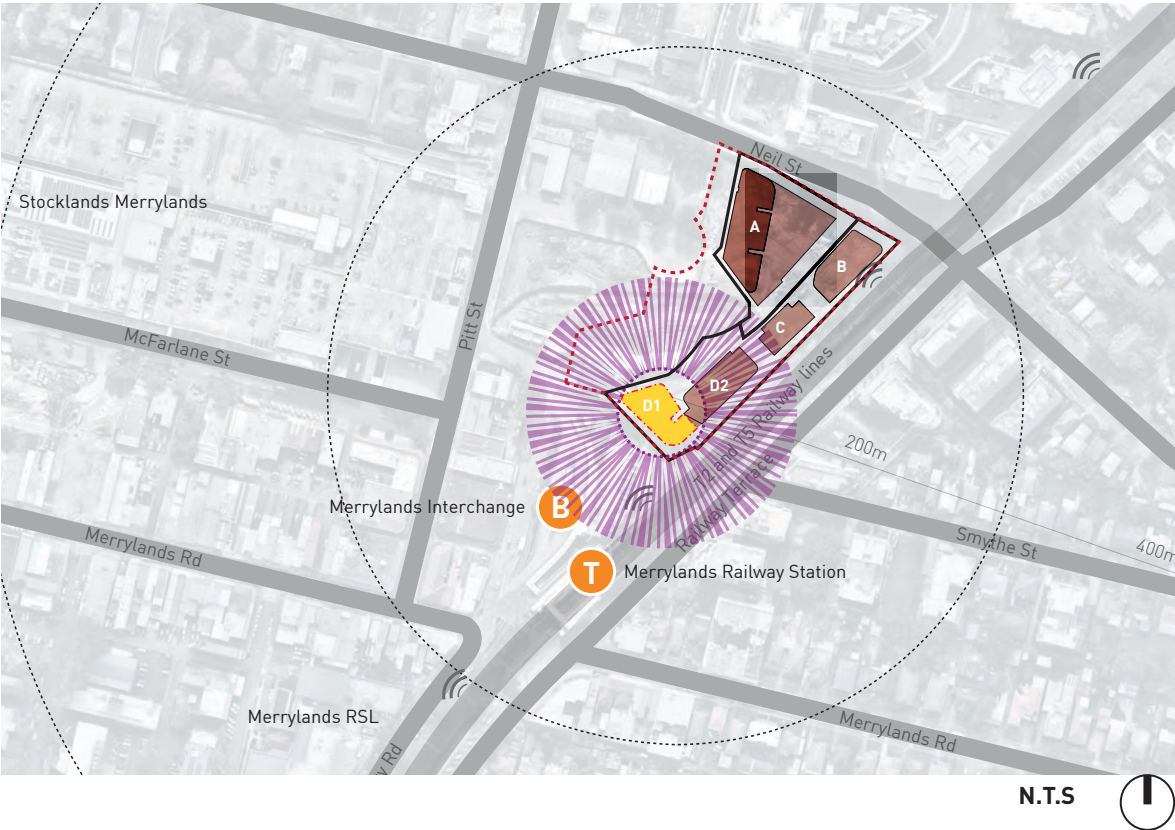 Neil St
Stocklands Merrylands
A
B
Pitt St
C
McFarlane St
D2
D1
T2 and T5 Railway lines
200m
Railway Terrace
Merrylands Interchange
B
Smythe St
400m
Merrylands Rd
T
Merrylands Railway Station
Merrylands RSL
Merrylands Rd
y Rd
N.T.S